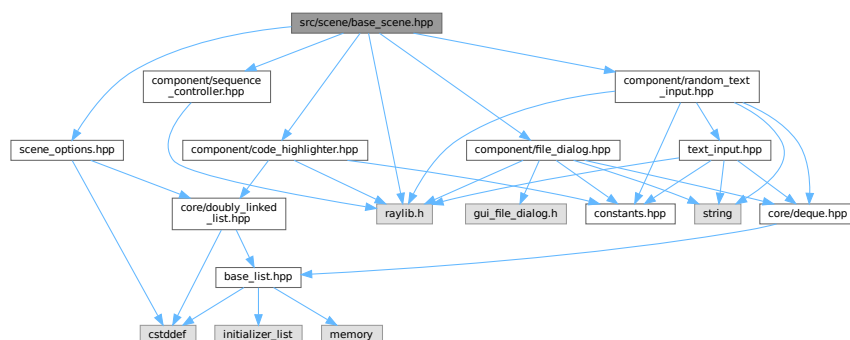 src/scene/base_scene.hpp
component/sequence
_controller.hpp
component/random_text
_input.hpp
scene_options.hpp
component/code_highlighter.hpp
component/file_dialog.hpp
text_input.hpp
core/doubly_linked
_list.hpp
raylib.h
gui_file_dialog.h
constants.hpp
string
core/deque.hpp
base_list.hpp
cstddef
initializer_list
memory